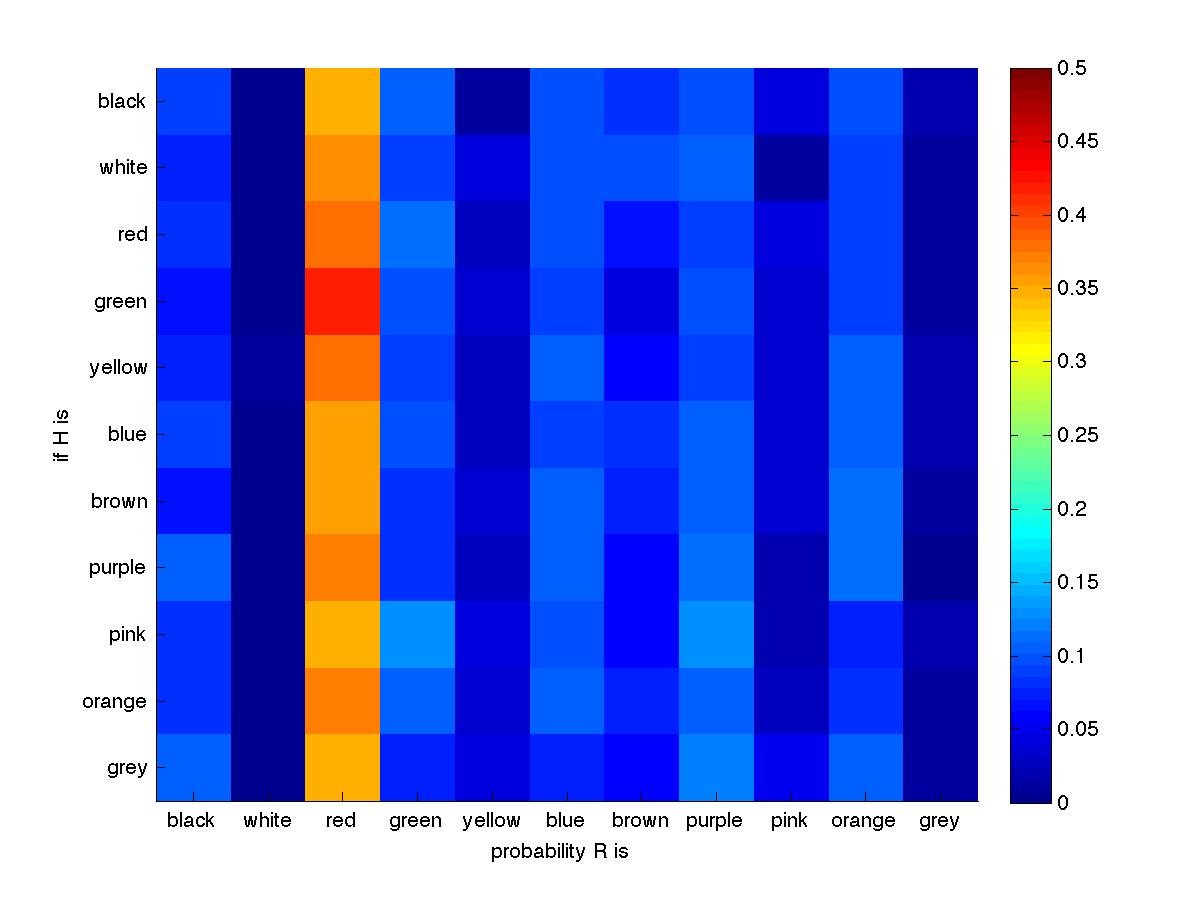 black
white
red
green
yellow
blue
brown
purple
pink
orange
grey
if H is
black white red green yellow blue brown purple pink orange grey
probability R is
0.5
0.45
0.4
0.35
0.3
0.25
0.2
0.15
0.1
0.05
0